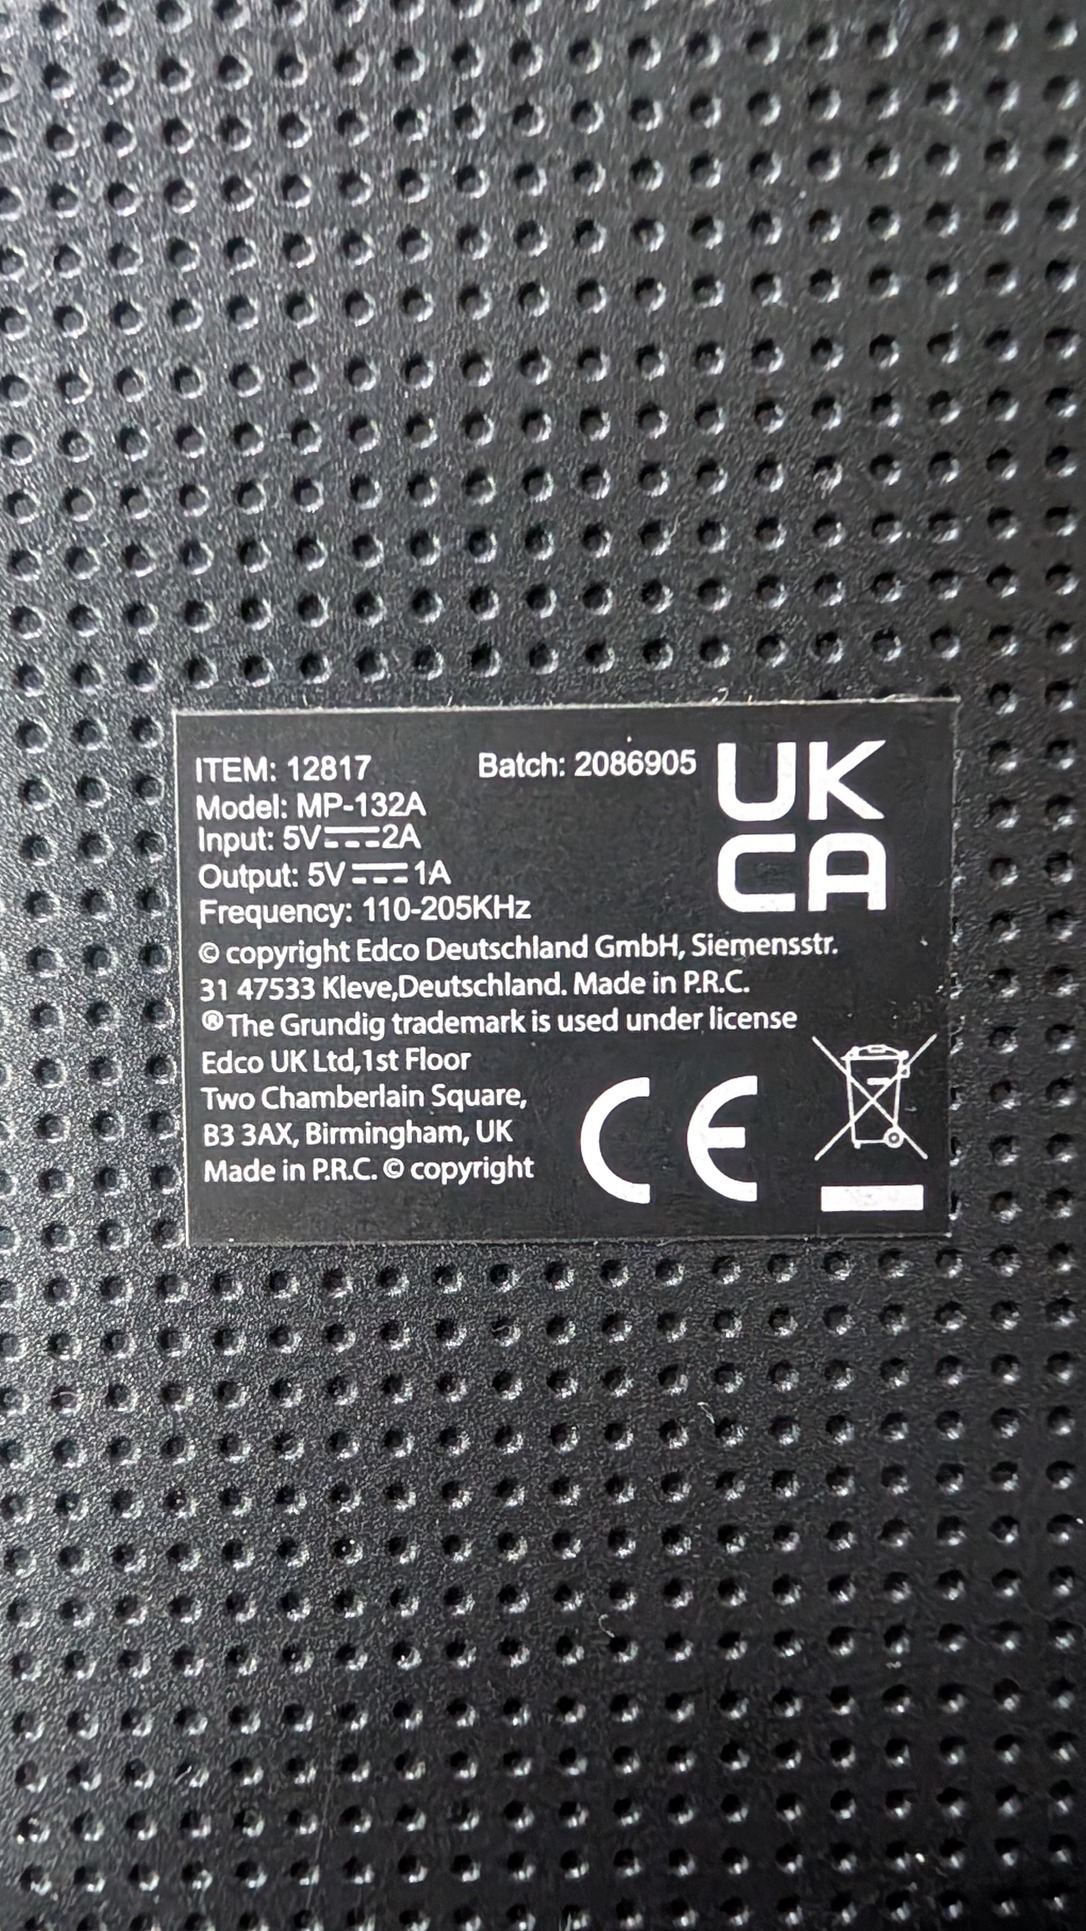 ITEM: 12817 Batch: 2086905
Model: MP-132A
Input: 5V⎓2A
Output: 5V⎓1A
Frequency: 110-205KHz
© copyright Edco Deutschland GmbH, Siemensstr.
31 47533 Kleve,Deutschland. Made in P.R.C.
®The Grundig trademark is used under license
Edco UK Ltd,1st Floor
Two Chamberlain Square,
B3 3AX, Birmingham, UK
Made in P.R.C. © copyright
UK
CA
CE